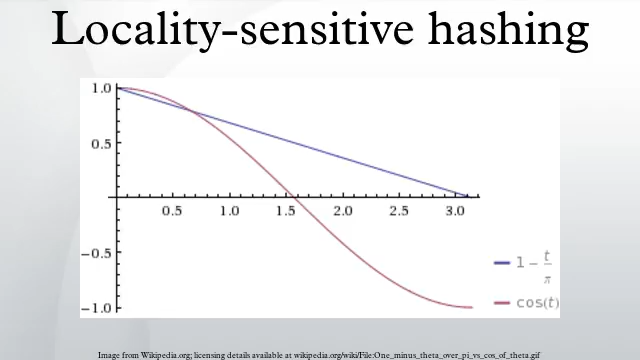 Locality-sensitive hashing
1.0
0.5
0.5 1.0 1.5 2.0 2.5 3.0
−0.5
1 − t/π
cos(t)
−1.0
Image from Wikipedia.org; licensing details available at wikipedia.org/wiki/File:One_minus_theta_over_pi_vs_cos_of_theta.gif